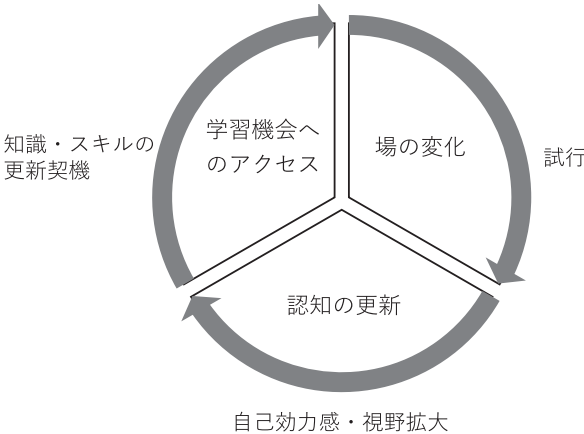 学習機会へ
のアクセス
場の変化
認知の更新
知識・スキルの
更新契機
試行
自己効力感・視野拡大